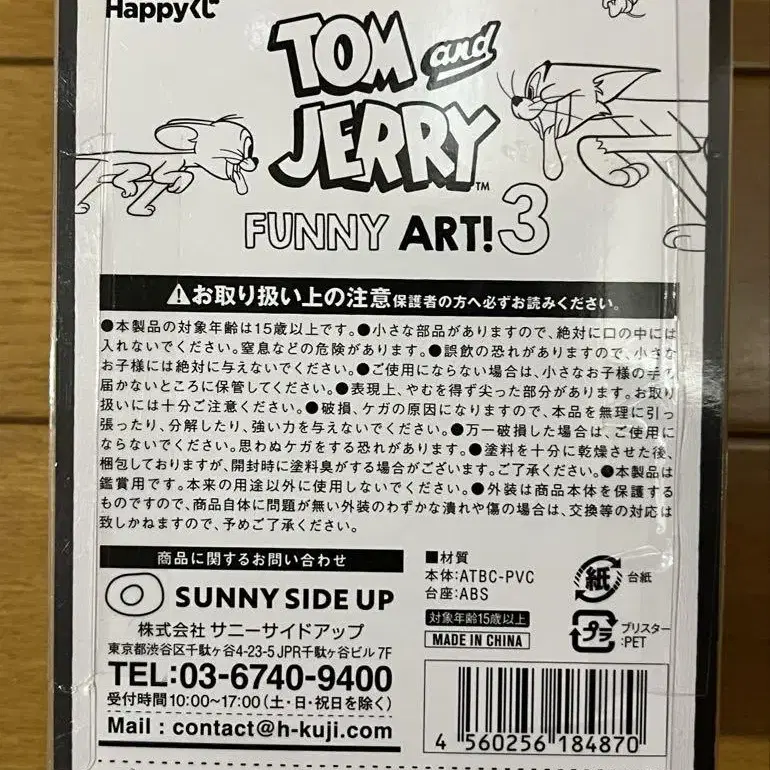 Happyくじ
TOM and
JERRY™
FUNNY ART! 3
⚠お取り扱い上の注意 保護者の方へ必ずお読みください。
●本製品の対象年齢は15歳以上です。●小さな部品がありますので、絶対に口の中には
入れないでください。窒息などの危険があります。●誤飲の恐れがありますので、小さな
お子様には絶対に与えないでください。●ご使用にならない場合は、小さなお子様の手の
届かないところに保管してください。●表現上、やむを得ず尖った部分があります。お取り
扱いには十分ご注意ください。●破損、ケガの原因になりますので、本品を無理に引っ
張ったり、分解したり、強い力を与えないでください。●万一破損した場合は、ご使用に
ならないでください。思わぬケガをする恐れがあります。●塗料を十分に乾燥させた後、
梱包しておりますが、開封時に塗料臭がする場合がございます。ご了承ください。●本製品は
鑑賞用です。本来の用途以外に使用しないでください。●外装は商品本体を保護する
ものですので、商品自体に問題が無い外装のわずかな潰れや傷の場合は、交換等の対応は
致しかねますので、予めご了承ください。
商品に関するお問い合わせ
SUNNY SIDE UP
株式会社 サニーサイドアップ
東京都渋谷区千駄ヶ谷4-23-5 JPR千駄ヶ谷ビル 7F
TEL:03-6740-9400
受付時間10:00~17:00(土・日・祝日を除く)
Mail : contact@h-kuji.com
■材質
本体:ATBC-PVC
台座:ABS
対象年齢15歳以上
MADE IN CHINA
紙 台紙
プラ ブリスター
:PET
4 560256 184870